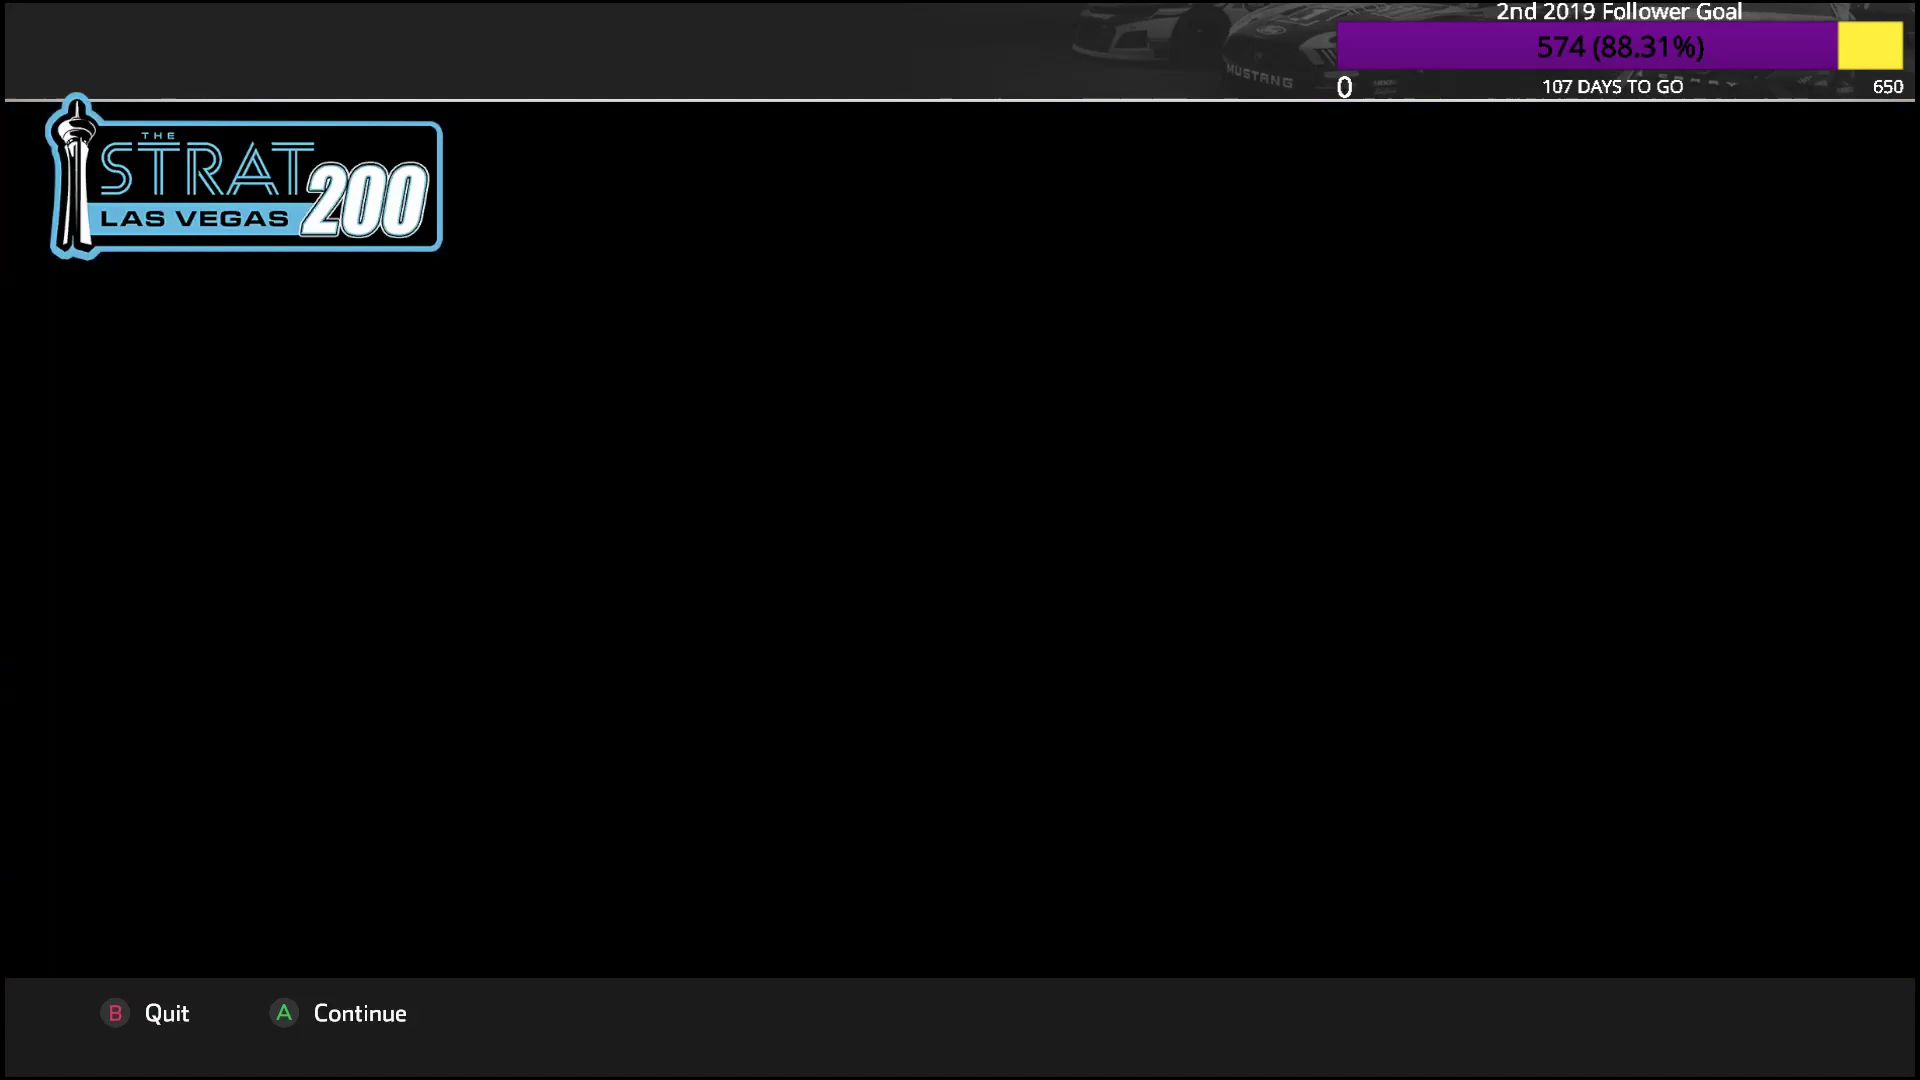 2nd 2019 Follower Goal
574 (88.31%)
0 107 DAYS TO GO 650
MUSTANG
THE
STRAT
200
LAS VEGAS
B Quit A Continue